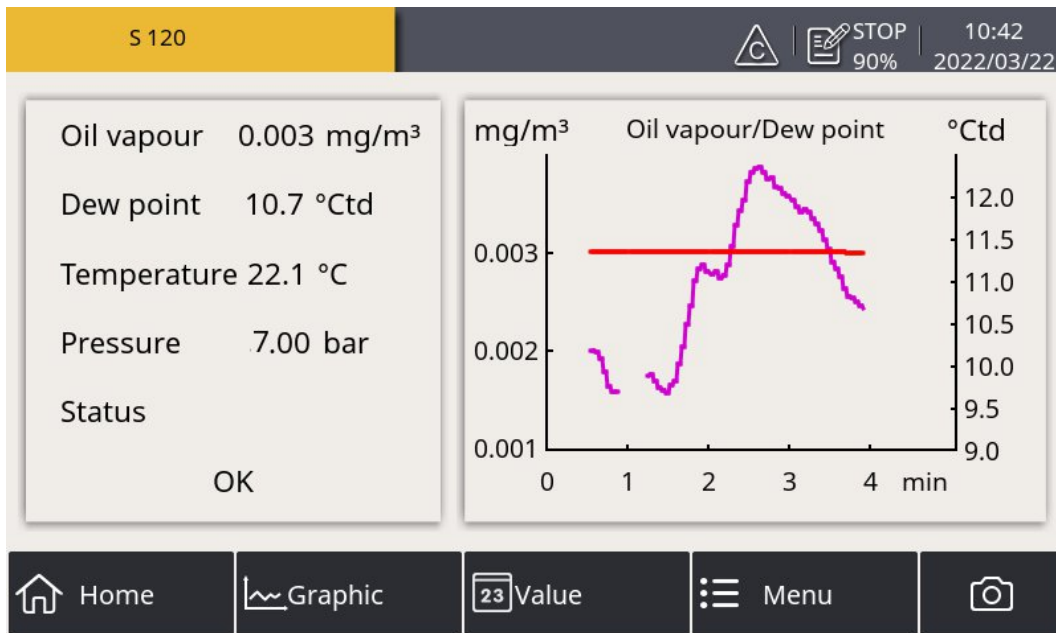 S 120
C
STOP
90%
10:42
2022/03/22
Oil vapour 0.003 mg/m³
Dew point 10.7 °Ctd
Temperature 22.1 °C
Pressure .7.00 bar
Status
OK
mg/m³ Oil vapour/Dew point °Ctd
12.0
11.5
0.003
11.0
10.5
0.002
10.0
9.5
0.001
9.0
0 1 2 3 4 min
Home
Graphic
23 Value
Menu